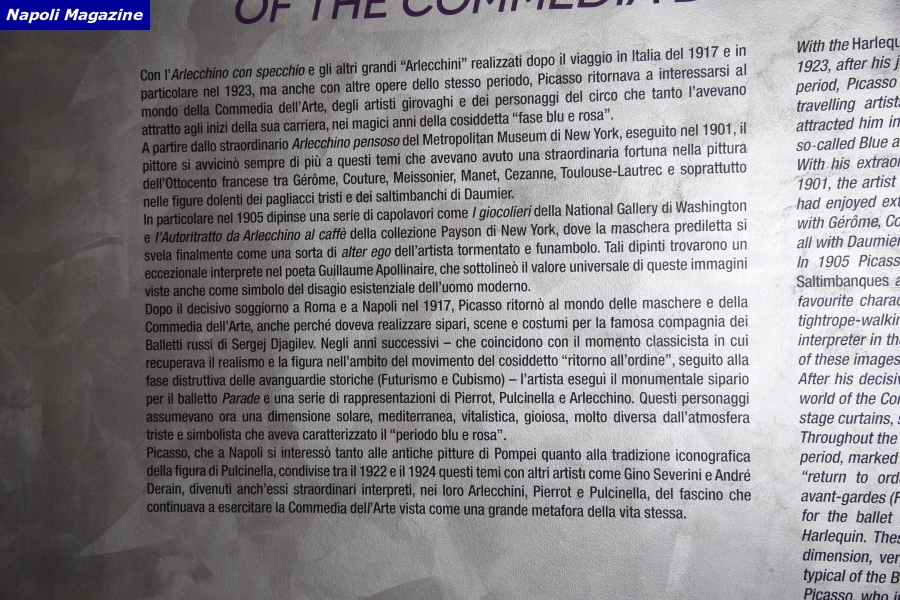 Napoli Magazine
OF THE COMMEDIA D
Con l'Arlecchino con specchio e gli altri grandi “Arlecchini” realizzati dopo il viaggio in Italia del 1917 e in
particolare nel 1923, ma anche con altre opere dello stesso periodo, Picasso ritornava a interessarsi al
mondo della Commedia dell'Arte, degli artisti girovaghi e dei personaggi del circo che tanto l'avevano
attratto agli inizi della sua carriera, nei magici anni della cosiddetta “fase blu e rosa”.
A partire dallo straordinario Arlecchino pensoso del Metropolitan Museum di New York, eseguito nel 1901, il
pittore si avvicinò sempre di più a questi temi che avevano avuto una straordinaria fortuna nella pittura
dell'Ottocento francese tra Gérôme, Couture, Meissonier, Manet, Cezanne, Toulouse-Lautrec e soprattutto
nelle figure dolenti dei pagliacci tristi e dei saltimbanchi di Daumier.
In particolare nel 1905 dipinse una serie di capolavori come I giocolieri della National Gallery di Washington
e l'Autoritratto da Arlecchino al caffè della collezione Payson di New York, dove la maschera prediletta si
svela finalmente come una sorta di alter ego dell'artista tormentato e funambolo. Tali dipinti trovarono un
eccezionale interprete nel poeta Guillaume Apollinaire, che sottolineò il valore universale di queste immagini
viste anche come simbolo del disagio esistenziale dell'uomo moderno.
Dopo il decisivo soggiorno a Roma e a Napoli nel 1917, Picasso ritornò al mondo delle maschere e della
Commedia dell'Arte, anche perché doveva realizzare sipari, scene e costumi per la famosa compagnia dei
Balletti russi di Sergej Djagilev. Negli anni successivi – che coincidono con il momento classicista in cui
recuperava il realismo e la figura nell'ambito del movimento del cosiddetto “ritorno all'ordine”, seguito alla
fase distruttiva delle avanguardie storiche (Futurismo e Cubismo) – l'artista eseguì il monumentale sipario
per il balletto Parade e una serie di rappresentazioni di Pierrot, Pulcinella e Arlecchino. Questi personaggi
assumevano ora una dimensione solare, mediterranea, vitalistica, gioiosa, molto diversa dall'atmosfera
triste e simbolista che aveva caratterizzato il “periodo blu e rosa”.
Picasso, che a Napoli si interessò tanto alle antiche pitture di Pompei quanto alla tradizione iconografica
della figura di Pulcinella, condivise tra il 1922 e il 1924 questi temi con altri artisti come Gino Severini e André
Derain, divenuti anch'essi straordinari interpreti, nei loro Arlecchini, Pierrot e Pulcinella, del fascino che
continuava a esercitare la Commedia dell'Arte vista come una grande metafora della vita stessa.
With the Harlequ
1923, after his j
period, Picasso
travelling artist
attracted him in
so-called Blue a
With his extraor
1901, the artist
had enjoyed ext
with Gérôme, Co
all with Daumier
In 1905 Picass
Saltimbanques a
favourite charac
tightrope-walkin
interpreter in the
of these images
After his decisiv
world of the Co
stage curtains, s
Throughout the
period, marked
“return to orde
avant-gardes (F
for the ballet
Harlequin. Thes
dimension, ver
typical of the B
Picasso, who i